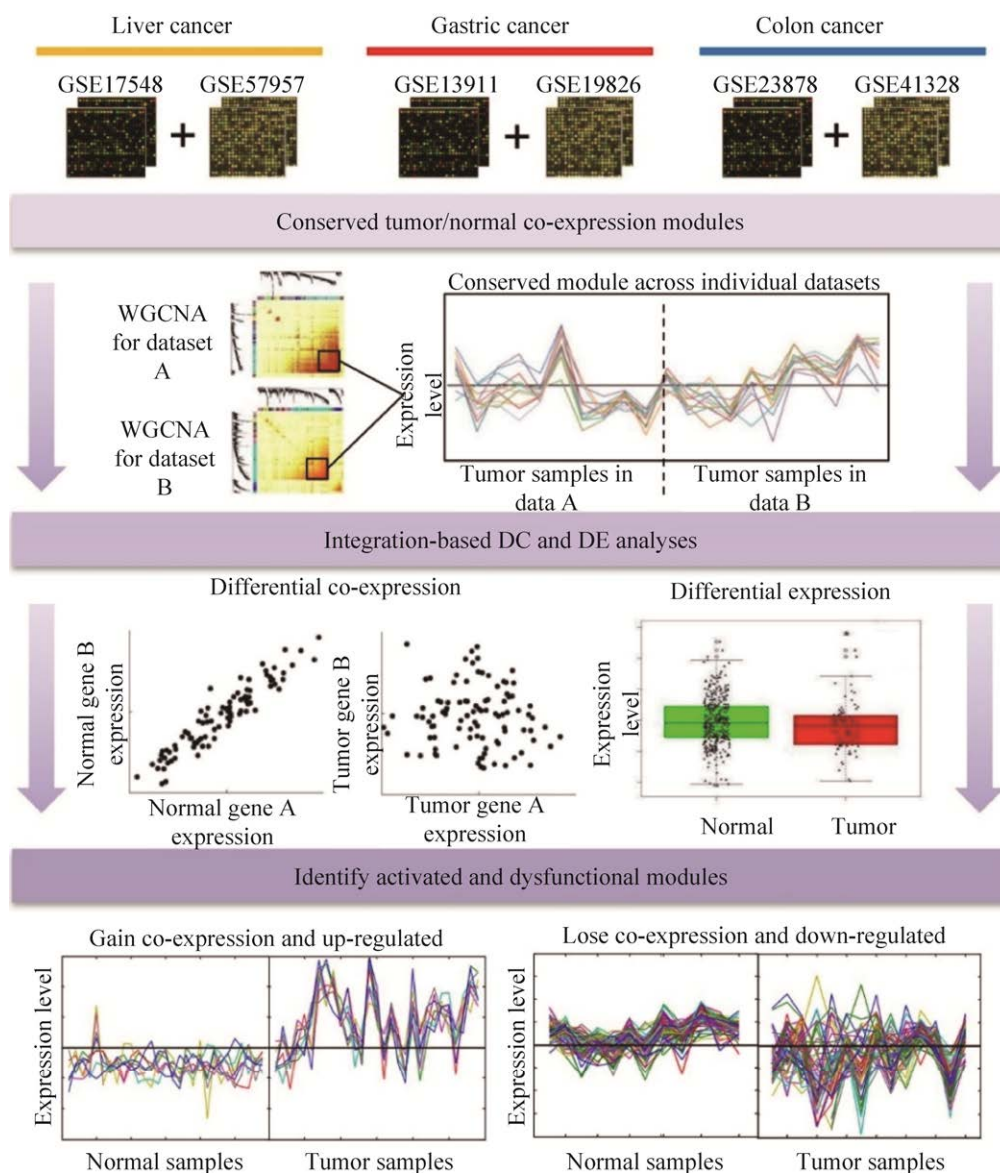 Liver cancer
Gastric cancer
Colon cancer
GSE17548
GSE57957
GSE13911
GSE19826
GSE23878
GSE41328
+
+
+
Conserved tumor/normal co-expression modules
WGCNA
for dataset
A
WGCNA
for dataset
B
Conserved module across individual datasets
Expression
level
Tumor samples in
data A
Tumor samples in
data B
Integration-based DC and DE analyses
Differential co-expression
Differential expression
Normal gene B
expression
Normal gene A
expression
Tumor gene B
expression
Tumor gene A
expression
Expression
level
Normal
Tumor
Identify activated and dysfunctional modules
Gain co-expression and up-regulated
Lose co-expression and down-regulated
Expression level
Normal samples
Tumor samples
Expression level
Normal samples
Tumor samples